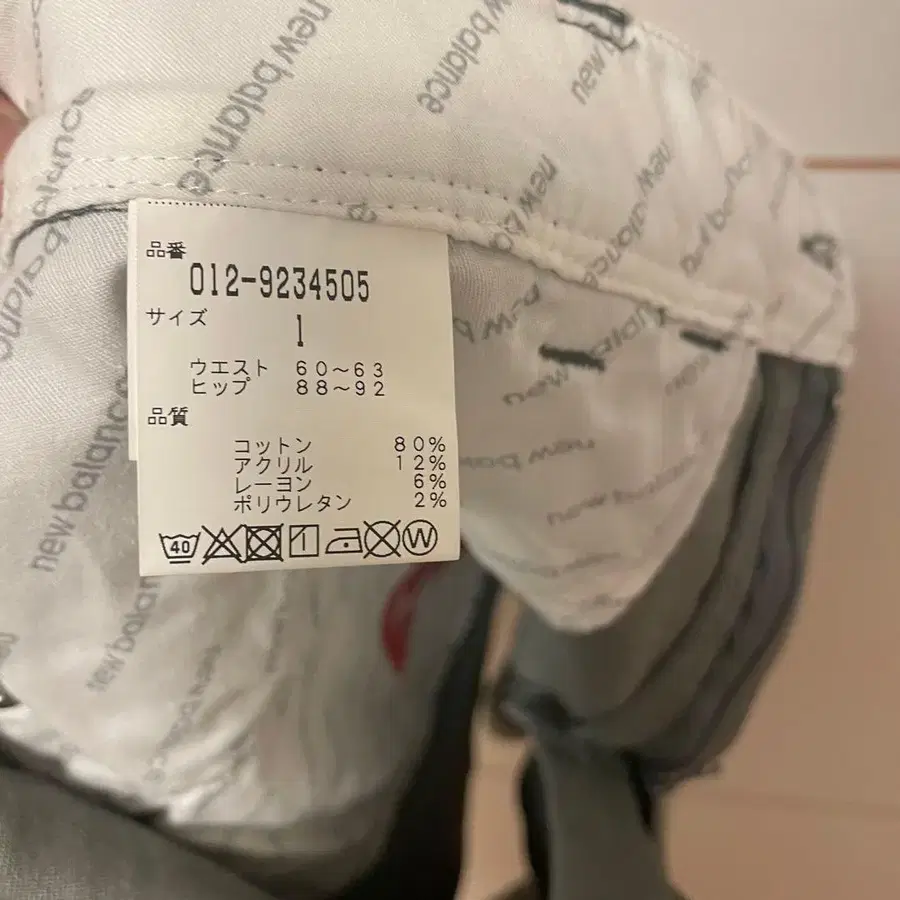 new balance
new balance
new
new balance
new balance
品番
012-9234505
サイズ
1
ウエスト 60～63
ヒップ 88～92
品質
コットン 80%
アクリル 12%
レーヨン 6%
ポリウレタン 2%
40
W
new balance
new balance